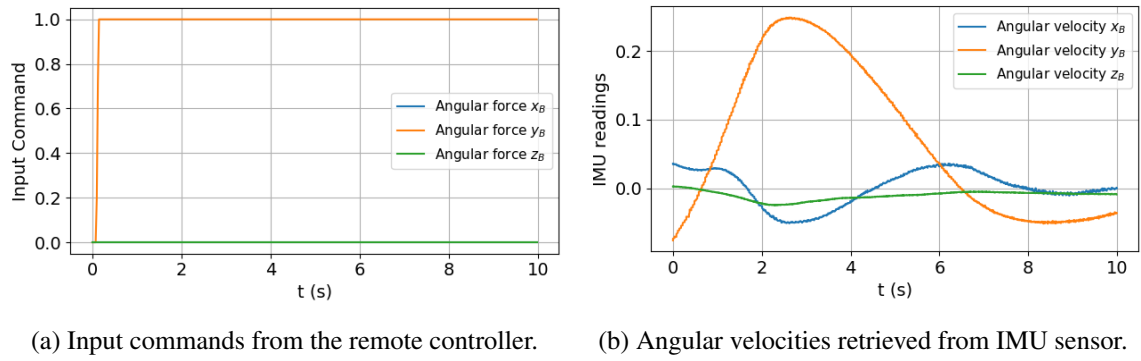 1.0
0.8
0.6
0.4
0.2
0.0
Input Command
Angular force x_B
Angular force y_B
Angular force z_B
0 2 4 6 8 10
t (s)
(a) Input commands from the remote controller.
0.2
0.1
0.0
IMU readings
Angular velocity x_B
Angular velocity y_B
Angular velocity z_B
0 2 4 6 8 10
t (s)
(b) Angular velocities retrieved from IMU sensor.